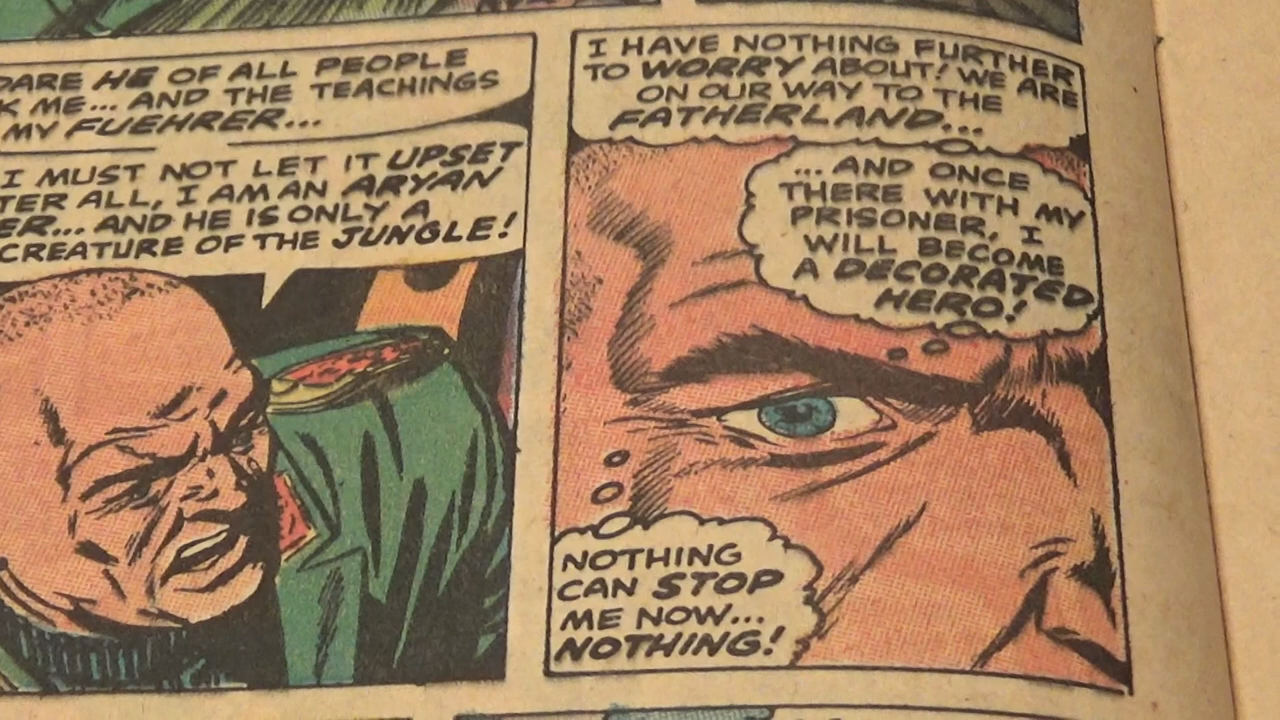 DARE HE OF ALL PEOPLE
K ME... AND THE TEACHINGS
MY FUEHRER...
I MUST NOT LET IT UPSET
TER ALL, I AM AN ARYAN
ER... AND HE IS ONLY A
CREATURE OF THE JUNGLE!
I HAVE NOTHING FURTHER
TO WORRY ABOUT! WE ARE
ON OUR WAY TO THE
FATHERLAND...
...AND ONCE
THERE WITH MY
PRISONER, I
WILL BECOME
A DECORATED
HERO!
NOTHING
CAN STOP
ME NOW...
NOTHING!